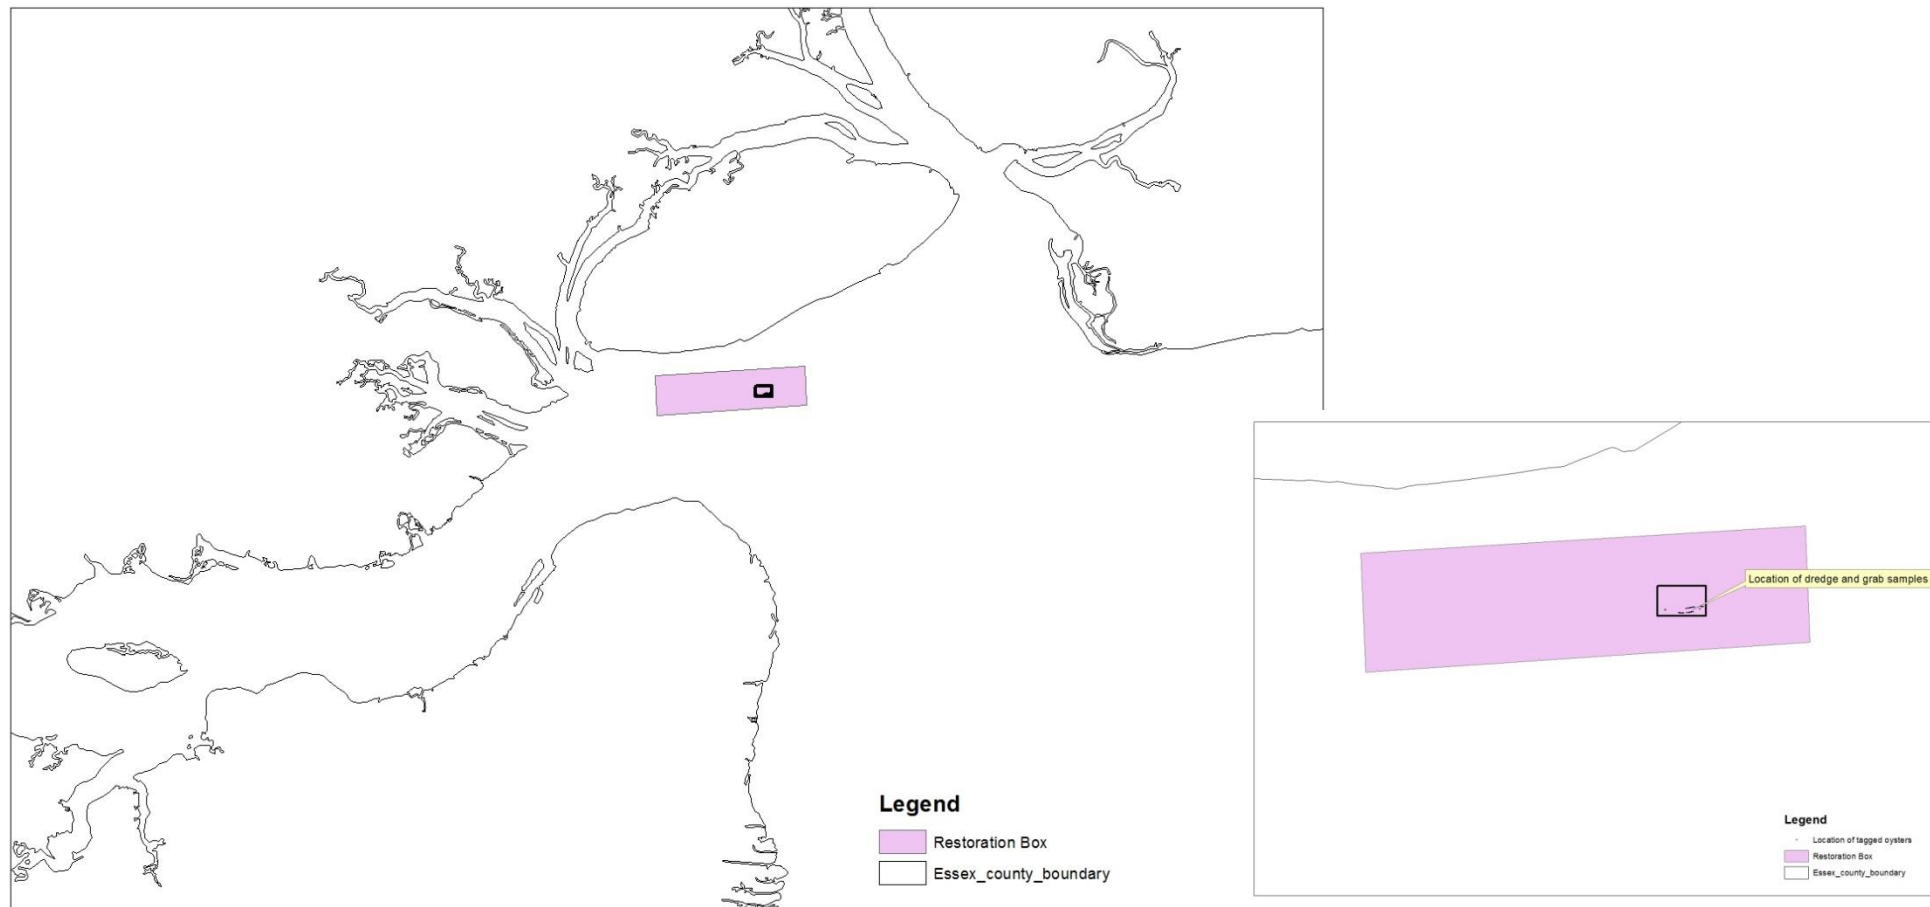 Legend
Restoration Box
Essex_county_boundary
Location of dredge and grab samples
Legend
Location of tagged oysters
Restoration Box
Essex_county_boundary